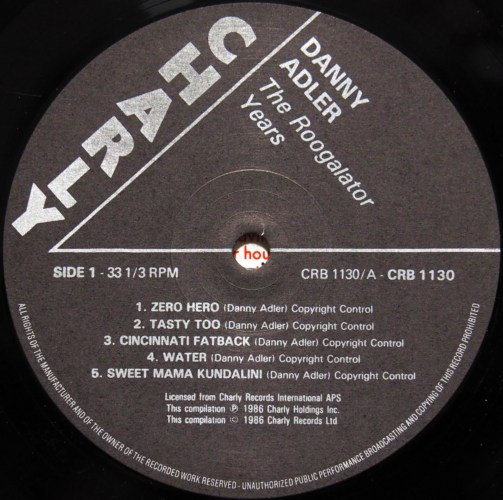 CHARLY
DANNY
ADLER
The Roogalator
Years
r hou
SIDE 1 - 33 1/3 RPM
CRB 1130/A - CRB 1130
1. ZERO HERO (Danny Adler) Copyright Control
2. TASTY TOO (Danny Adler) Copyright Control
3. CINCINNATI FATBACK (Danny Adler) Copyright Control
4. WATER (Danny Adler) Copyright Control
5. SWEET MAMA KUNDALINI (Danny Adler) Copyright Control
Licensed from Charly Records International APS
This compilation Ⓟ 1986 Charly Holdings Inc.
This compilation © 1986 Charly Records Ltd
ALL RIGHTS OF THE MANUFACTURER AND OF THE OWNER OF THE RECORDED WORK RESERVED - UNAUTHORIZED PUBLIC PERFORMANCE BROADCASTING AND COPYING OF THIS RECORD PROHIBITED